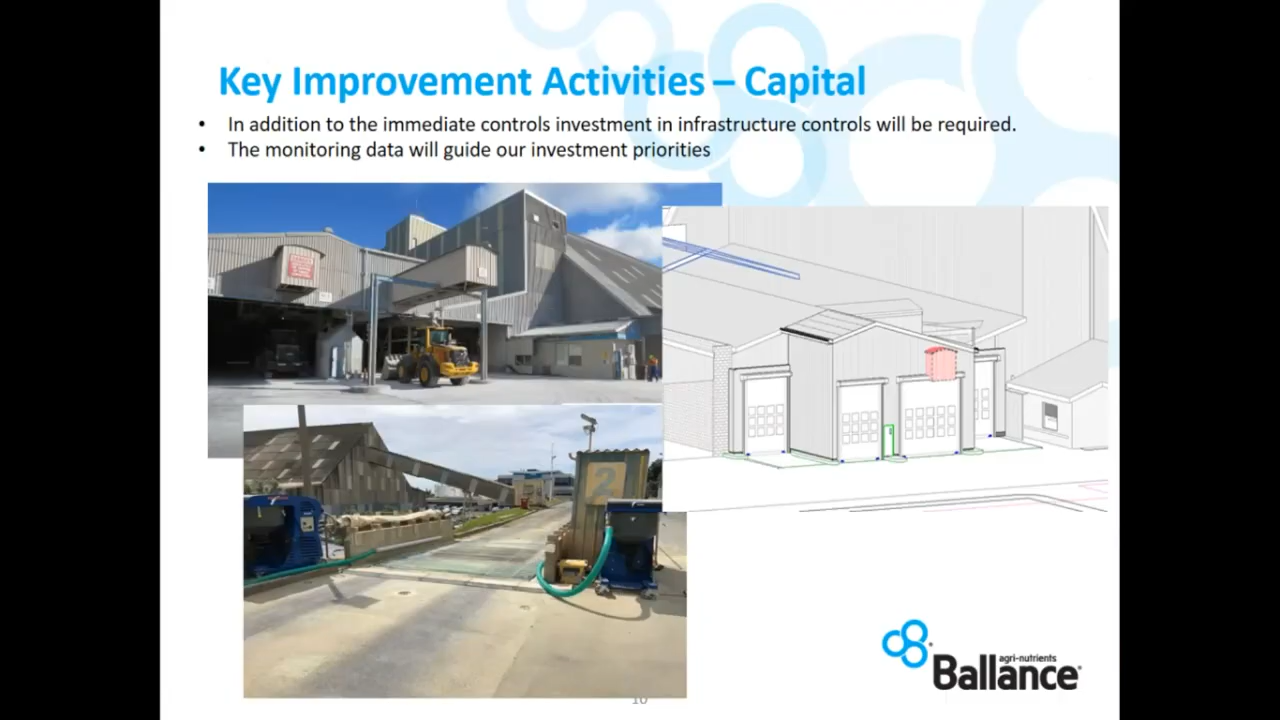 Key Improvement Activities – Capital
• In addition to the immediate controls investment in infrastructure controls will be required.
• The monitoring data will guide our investment priorities
2
agri-nutrients
Ballance